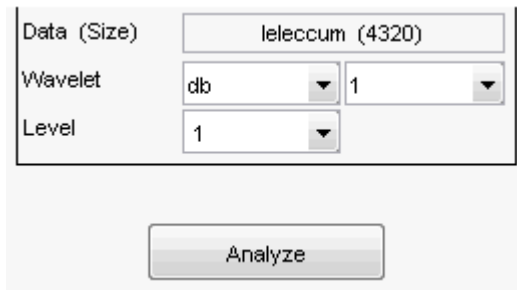 Data (Size) leleccum (4320)
Wavelet db 1
Level 1
Analyze